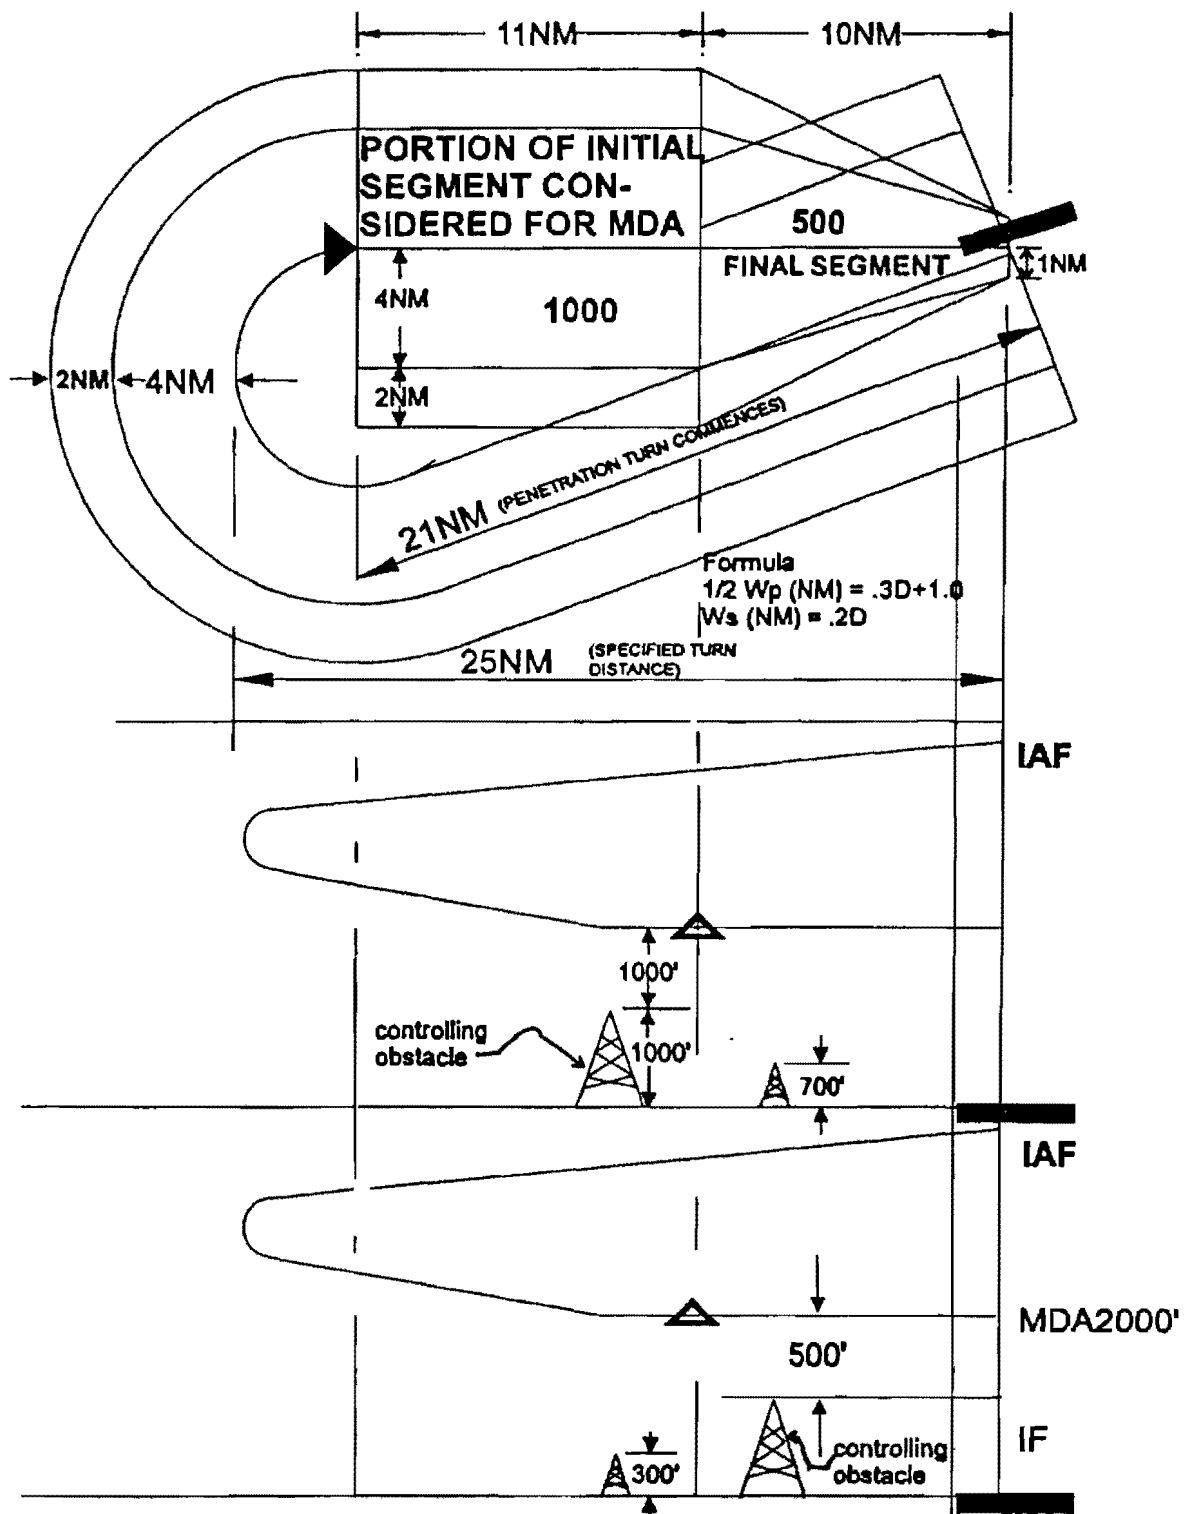 11NM
10NM
PORTION OF INITIAL
SEGMENT CON-
SIDERED FOR MDA
500
FINAL SEGMENT
1NM
4NM
1000
2NM
4NM
2NM
21NM (PENETRATION TURN COMMENCES)
Formula
1/2 Wp (NM) = .3D+1.0
Ws (NM) = .2D
25NM (SPECIFIED TURN
DISTANCE)
IAF
1000'
controlling
obstacle
1000'
700'
IAF
MDA2000'
500'
IF
controlling
obstacle
300'